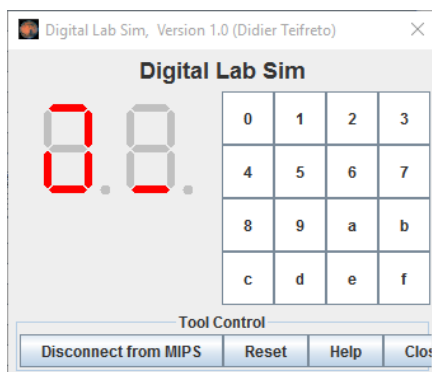 Digital Lab Sim, Version 1.0 (Didier Teifreto)
Digital Lab Sim
0 1 2 3
4 5 6 7
8 9 a b
c d e f
Tool Control
Disconnect from MIPS Reset Help Clos